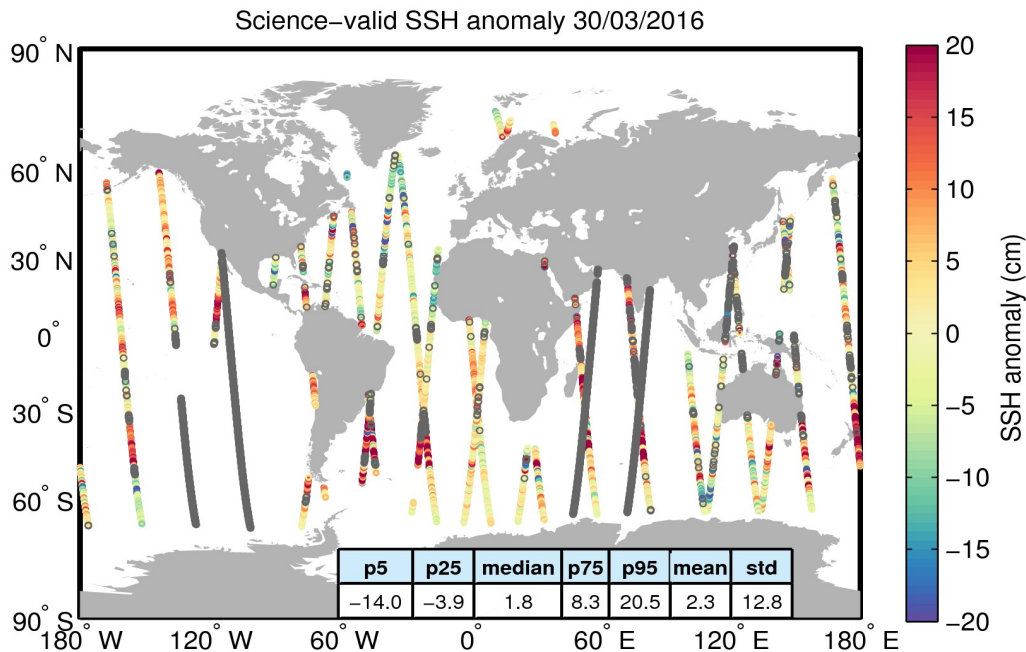 Science−valid SSH anomaly 30/03/2016
90° N
60° N
30° N
0°
30° S
60° S
90° S
180° W
120° W
60° W
0°
60° E
120° E
180° E
p5 p25 median p75 p95 mean std
−14.0 −3.9 1.8 8.3 20.5 2.3 12.8
20
15
10
5
0
−5
−10
−15
−20
SSH anomaly (cm)